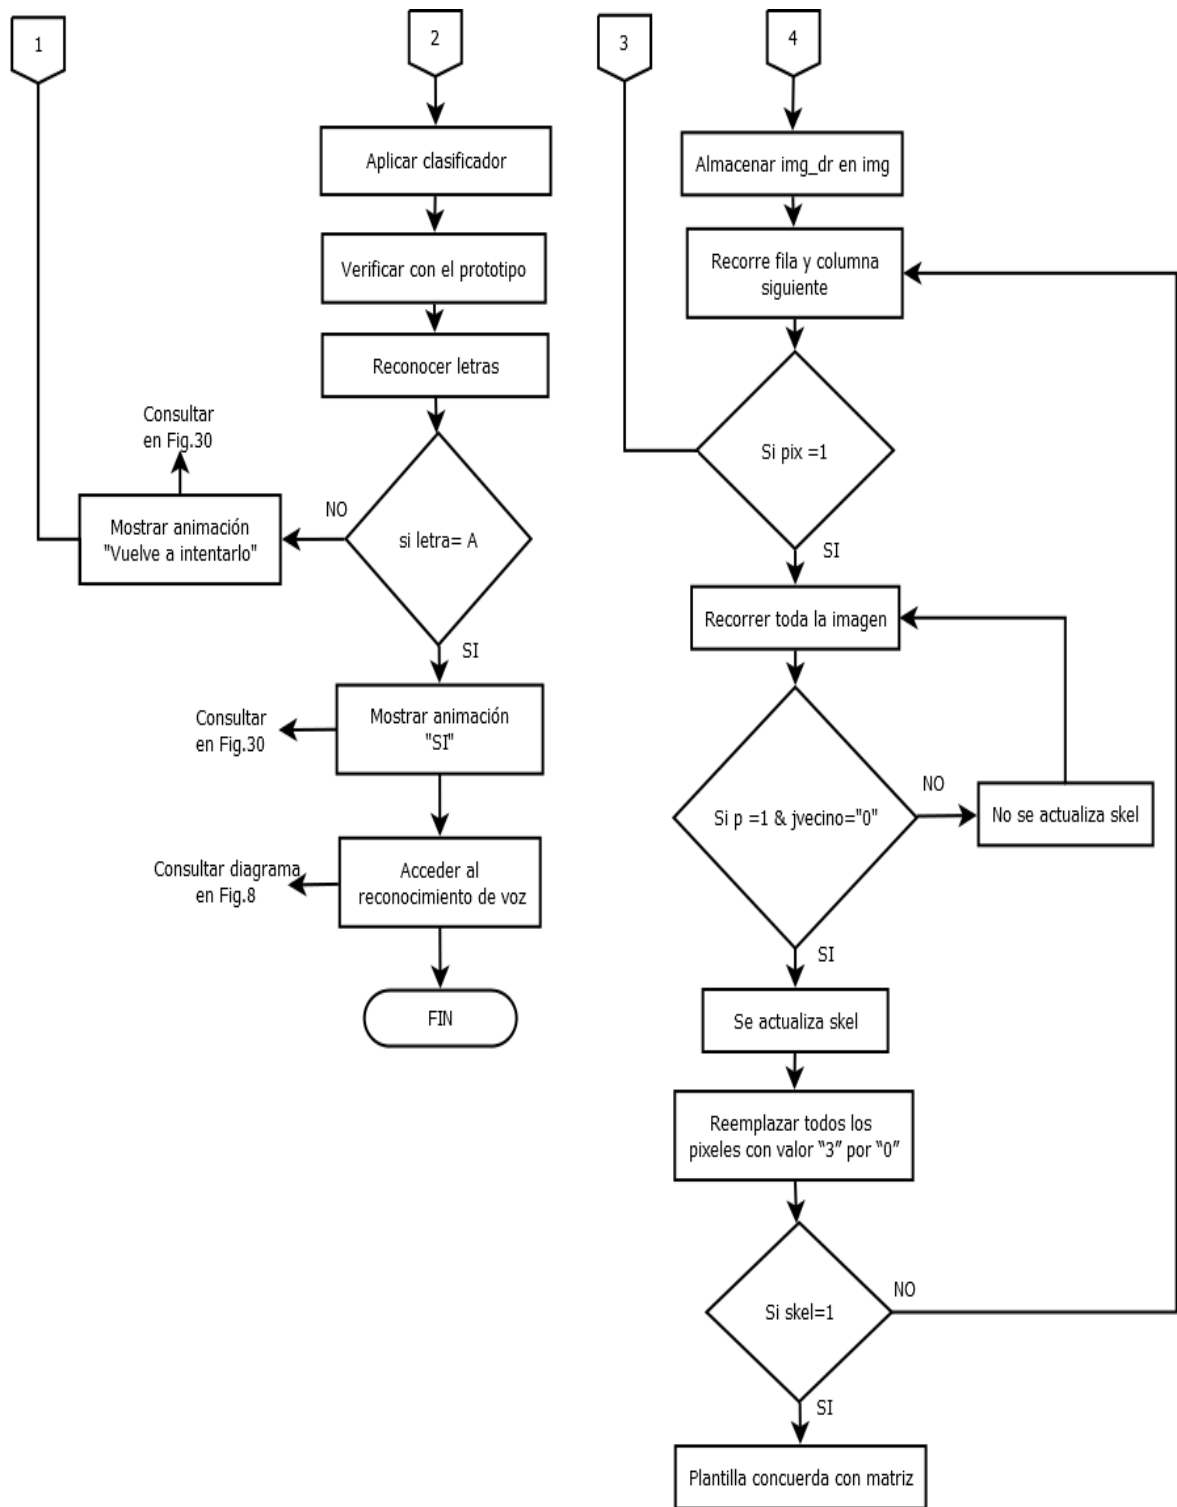 1
2
3
4
Aplicar clasificador
Verificar con el prototipo
Reconocer letras
si letra= A
NO
Mostrar animación
"Vuelve a intentarlo"
Consultar
en Fig.30
SI
Mostrar animación
"SI"
Consultar
en Fig.30
Acceder al
reconocimiento de voz
Consultar diagrama
en Fig.8
FIN
Almacenar img_dr en img
Recorre fila y columna
siguiente
Si pix =1
SI
Recorrer toda la imagen
Si p =1 & jvecino="0"
NO
No se actualiza skel
SI
Se actualiza skel
Reemplazar todos los
pixeles con valor “3” por “0”
Si skel=1
NO
SI
Plantilla concuerda con matriz